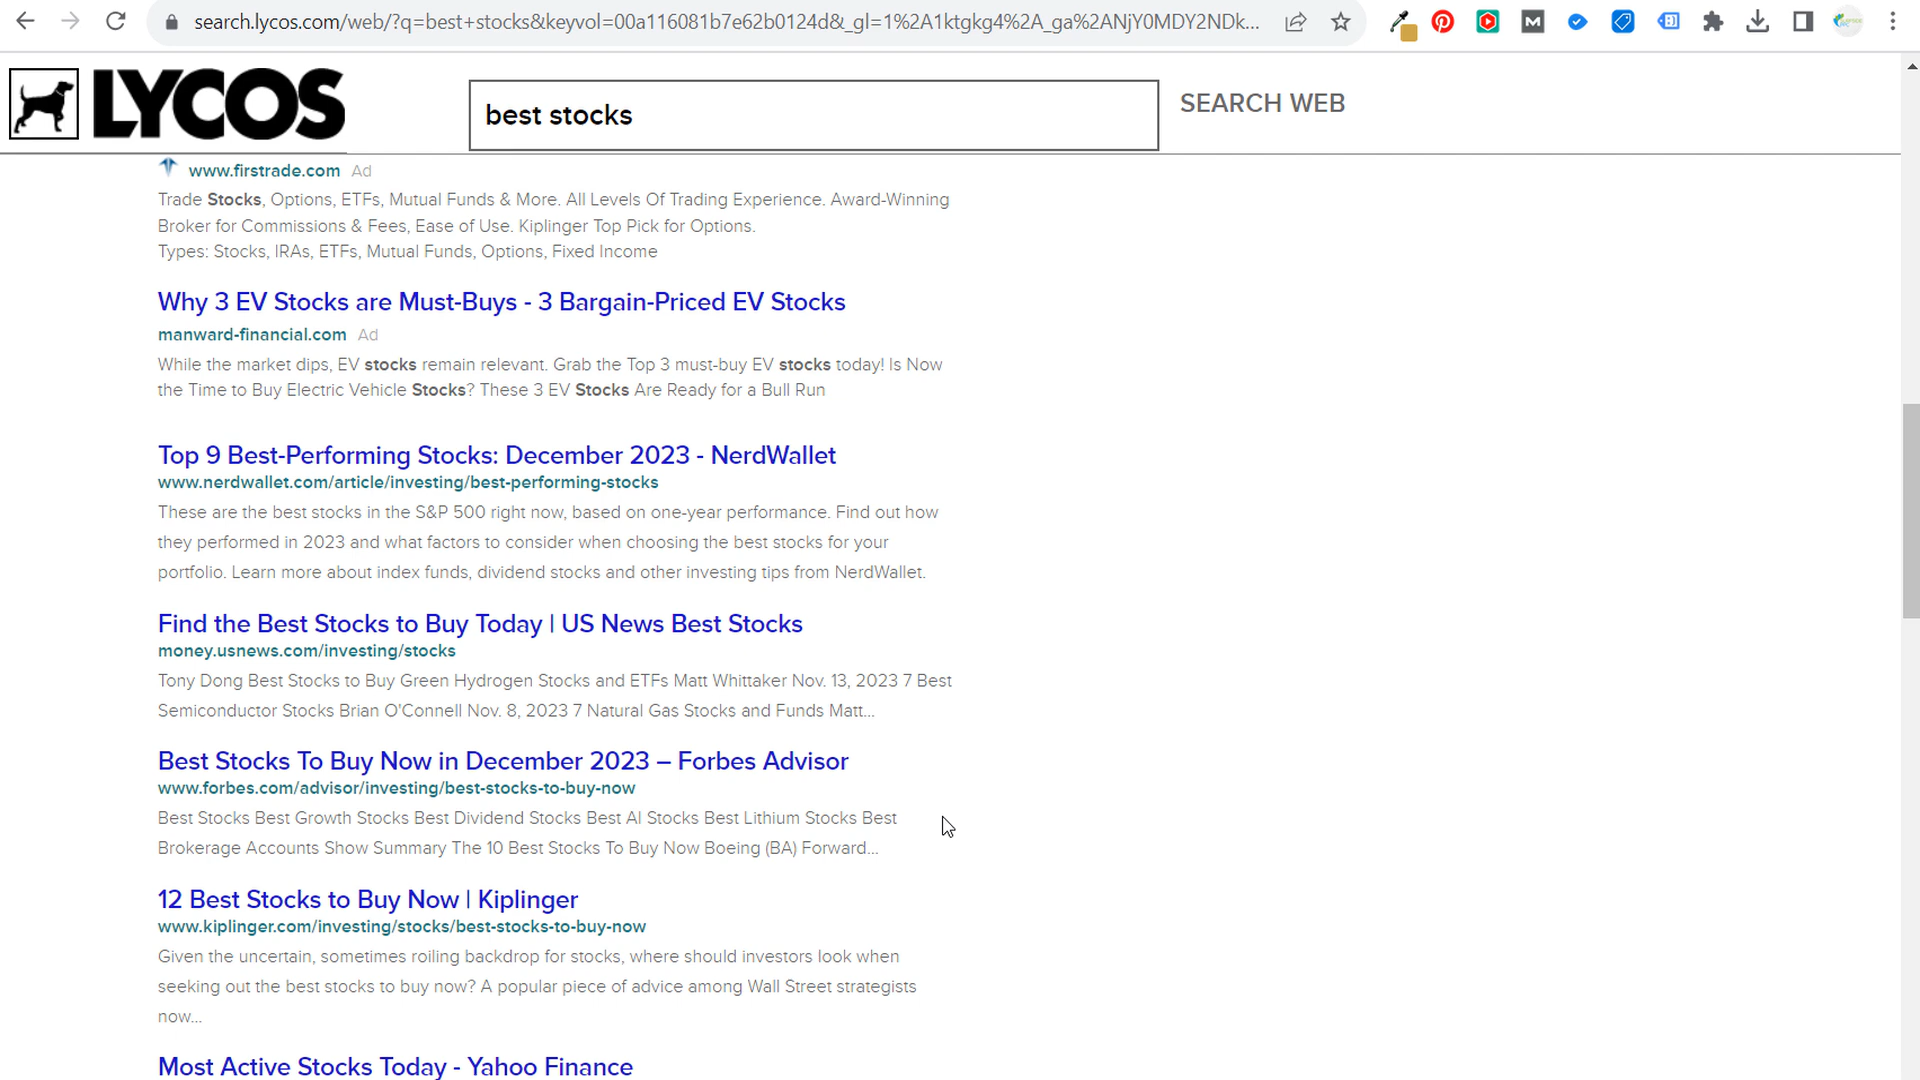 search.lycos.com/web/?q=best+stocks&keyvol=00a116081b7e62b0124d&_gl=1%2A1ktgkg4%2A_ga%2ANjY0MDY2NDk...
LYCOS
best stocks
SEARCH WEB
www.firstrade.com Ad
Trade Stocks, Options, ETFs, Mutual Funds & More. All Levels Of Trading Experience. Award-Winning
Broker for Commissions & Fees, Ease of Use. Kiplinger Top Pick for Options.
Types: Stocks, IRAs, ETFs, Mutual Funds, Options, Fixed Income
Why 3 EV Stocks are Must-Buys - 3 Bargain-Priced EV Stocks
manward-financial.com Ad
While the market dips, EV stocks remain relevant. Grab the Top 3 must-buy EV stocks today! Is Now
the Time to Buy Electric Vehicle Stocks? These 3 EV Stocks Are Ready for a Bull Run
Top 9 Best-Performing Stocks: December 2023 - NerdWallet
www.nerdwallet.com/article/investing/best-performing-stocks
These are the best stocks in the S&P 500 right now, based on one-year performance. Find out how
they performed in 2023 and what factors to consider when choosing the best stocks for your
portfolio. Learn more about index funds, dividend stocks and other investing tips from NerdWallet.
Find the Best Stocks to Buy Today | US News Best Stocks
money.usnews.com/investing/stocks
Tony Dong Best Stocks to Buy Green Hydrogen Stocks and ETFs Matt Whittaker Nov. 13, 2023 7 Best
Semiconductor Stocks Brian O'Connell Nov. 8, 2023 7 Natural Gas Stocks and Funds Matt...
Best Stocks To Buy Now in December 2023 – Forbes Advisor
www.forbes.com/advisor/investing/best-stocks-to-buy-now
Best Stocks Best Growth Stocks Best Dividend Stocks Best AI Stocks Best Lithium Stocks Best
Brokerage Accounts Show Summary The 10 Best Stocks To Buy Now Boeing (BA) Forward...
12 Best Stocks to Buy Now | Kiplinger
www.kiplinger.com/investing/stocks/best-stocks-to-buy-now
Given the uncertain, sometimes roiling backdrop for stocks, where should investors look when
seeking out the best stocks to buy now? A popular piece of advice among Wall Street strategists
now...
Most Active Stocks Today - Yahoo Finance